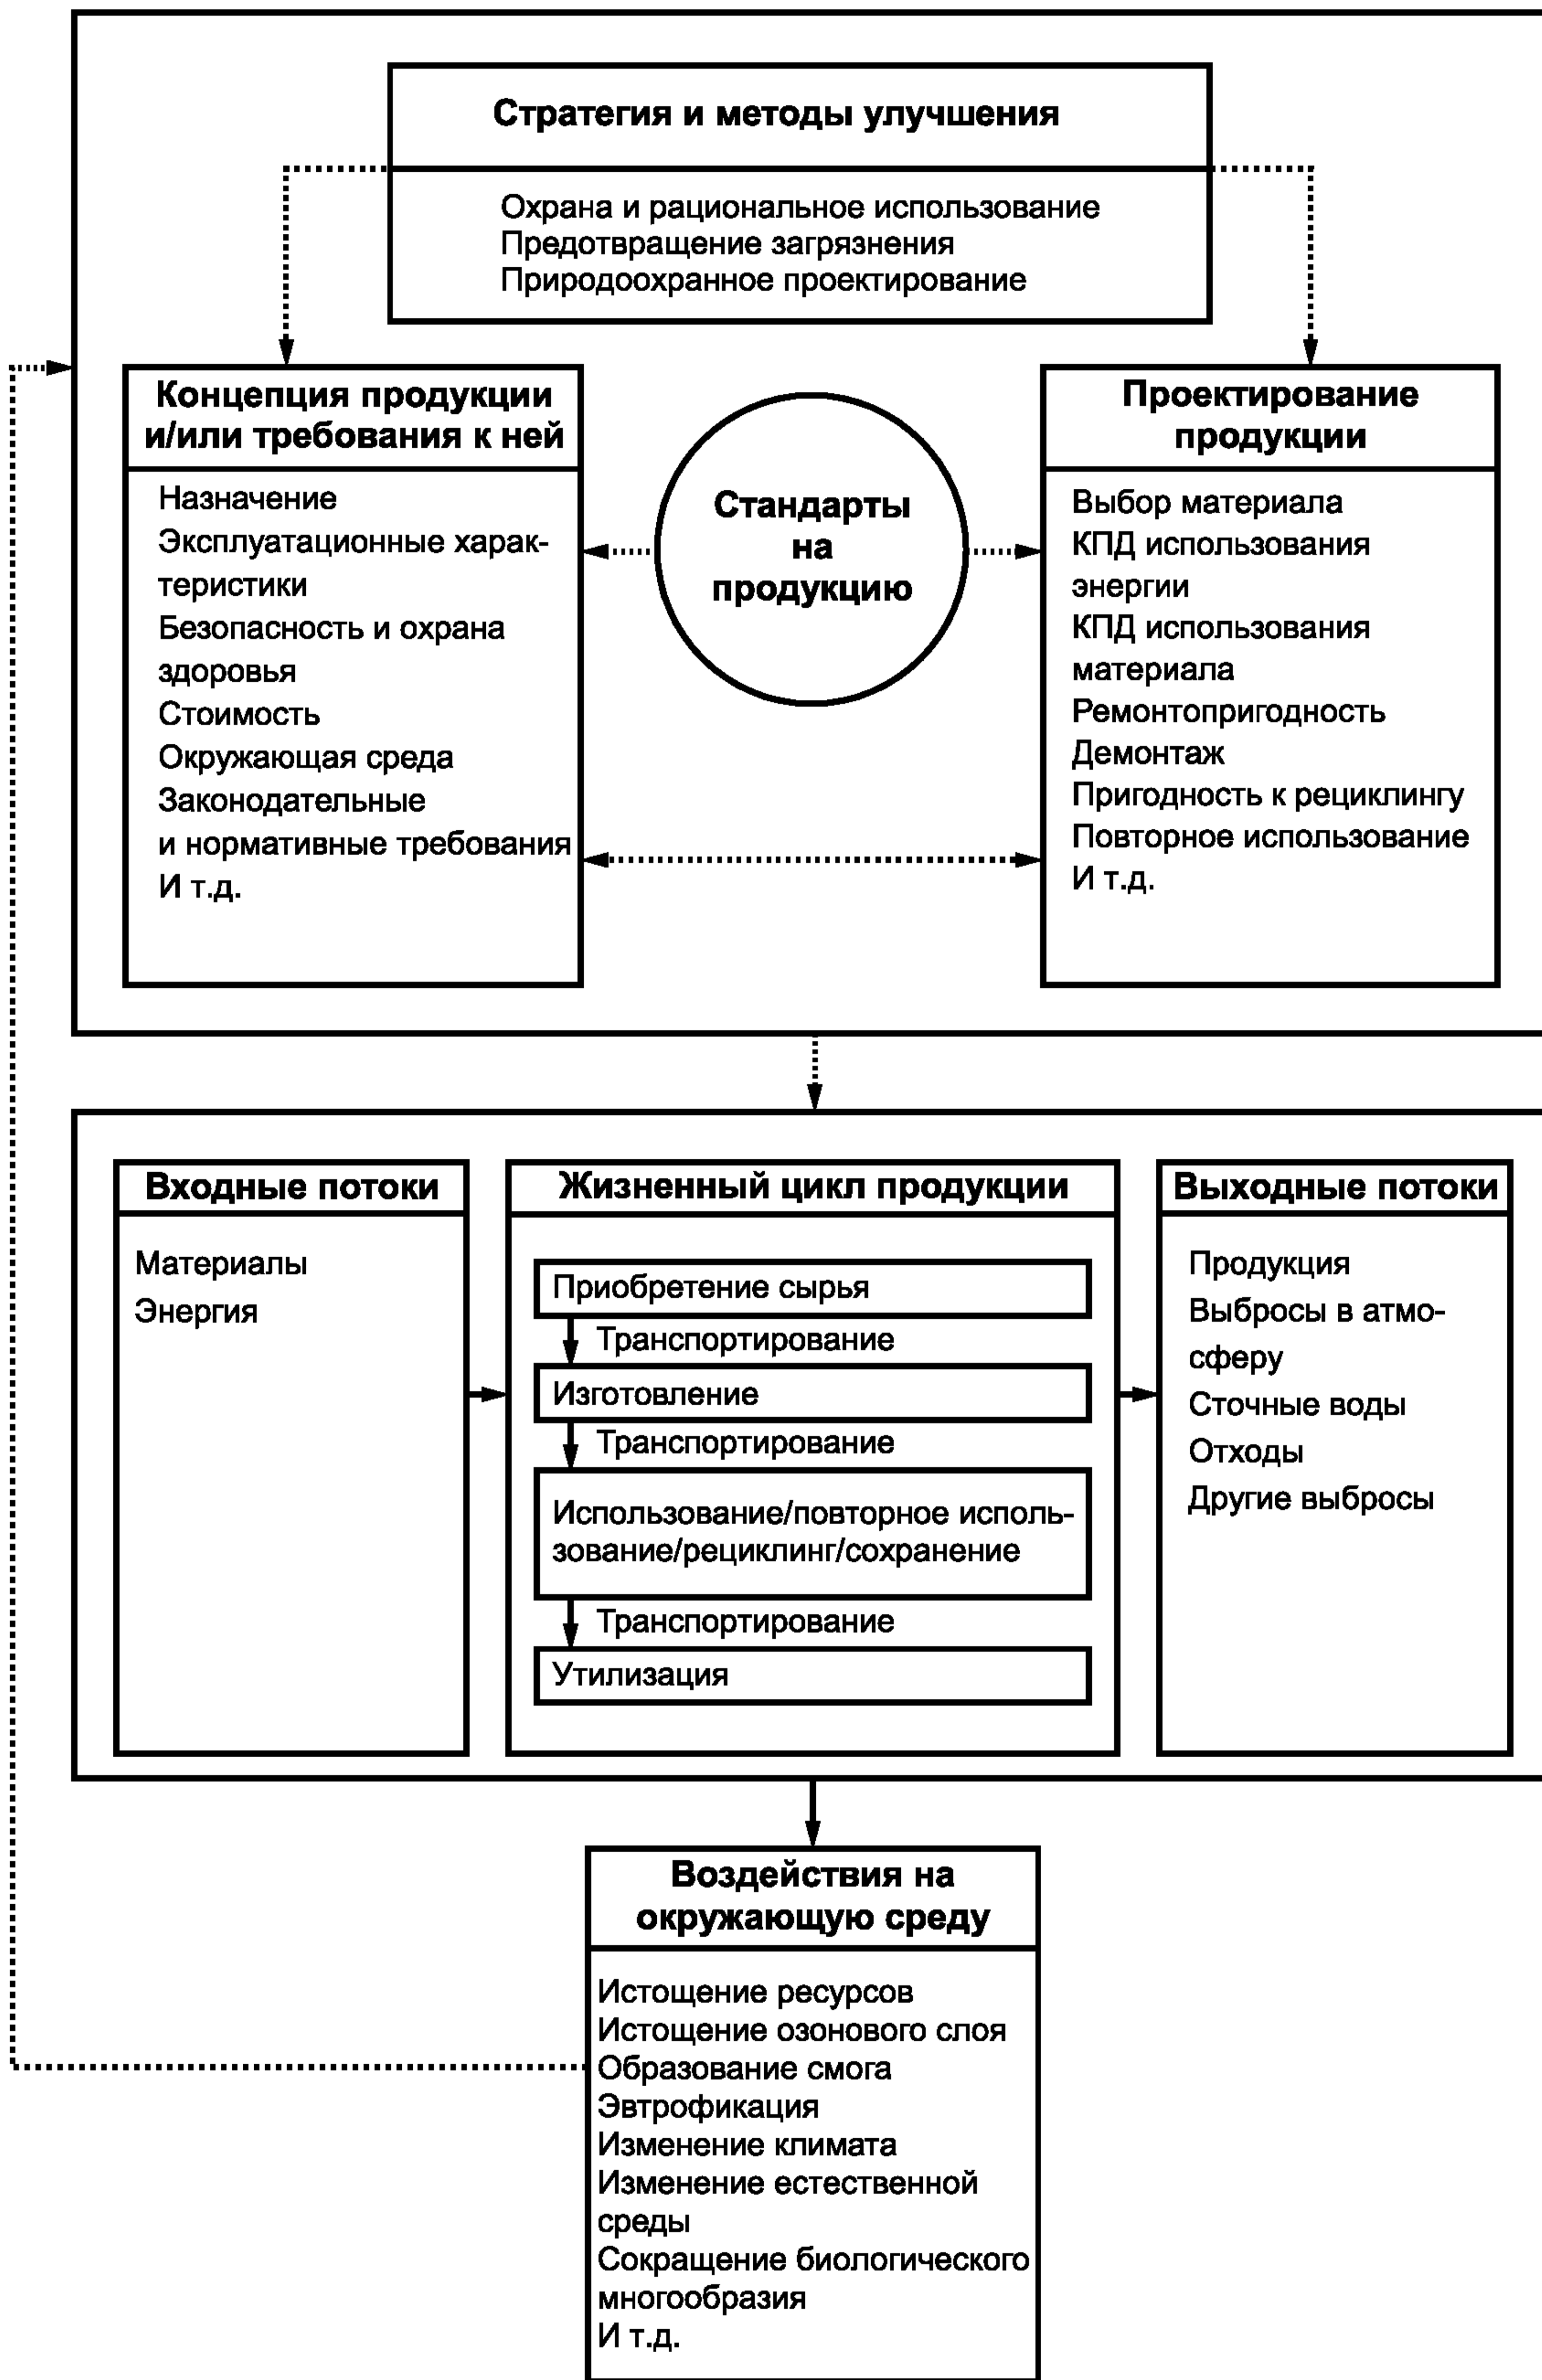 Стратегия и методы улучшения
Охрана и рациональное использование
Предотвращение загрязнения
Природоохранное проектирование
Концепция продукции
и/или требования к ней
Назначение
Эксплуатационные харак-
теристики
Безопасность и охрана
здоровья
Стоимость
Окружающая среда
Законодательные
и нормативные требования
И т.д.
Стандарты
на
продукцию
Проектирование
продукции
Выбор материала
КПД использования
энергии
КПД использования
материала
Ремонтопригодность
Демонтаж
Пригодность к рециклингу
Повторное использование
И т.д.
Входные потоки
Материалы
Энергия
Жизненный цикл продукции
Приобретение сырья
Транспортирование
Изготовление
Транспортирование
Использование/повторное исполь-
зование/рециклинг/сохранение
Транспортирование
Утилизация
Выходные потоки
Продукция
Выбросы в атмо-
сферу
Сточные воды
Отходы
Другие выбросы
Воздействия на
окружающую среду
Истощение ресурсов
Истощение озонового слоя
Образование смога
Эвтрофикация
Изменение климата
Изменение естественной
среды
Сокращение биологического
многообразия
И т.д.